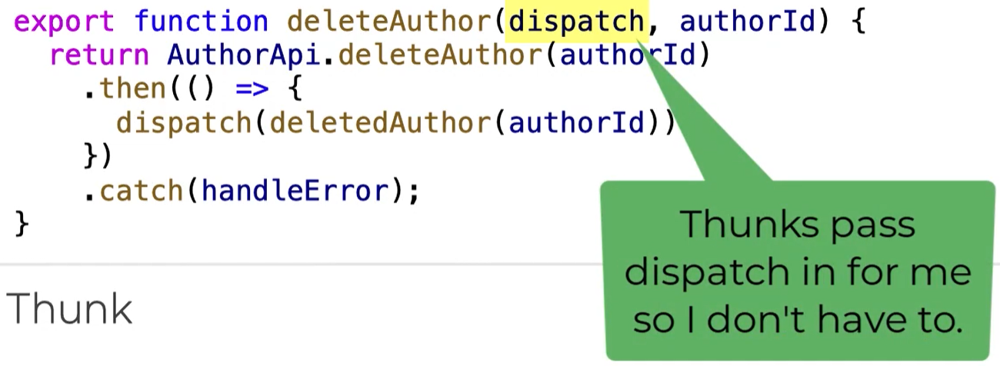 export function deleteAuthor(dispatch, authorId) {
  return AuthorApi.deleteAuthor(authorId)
    .then(() => {
      dispatch(deletedAuthor(authorId))
    })
    .catch(handleError);
}
Thunks pass
dispatch in for me
so I don't have to.
Thunk